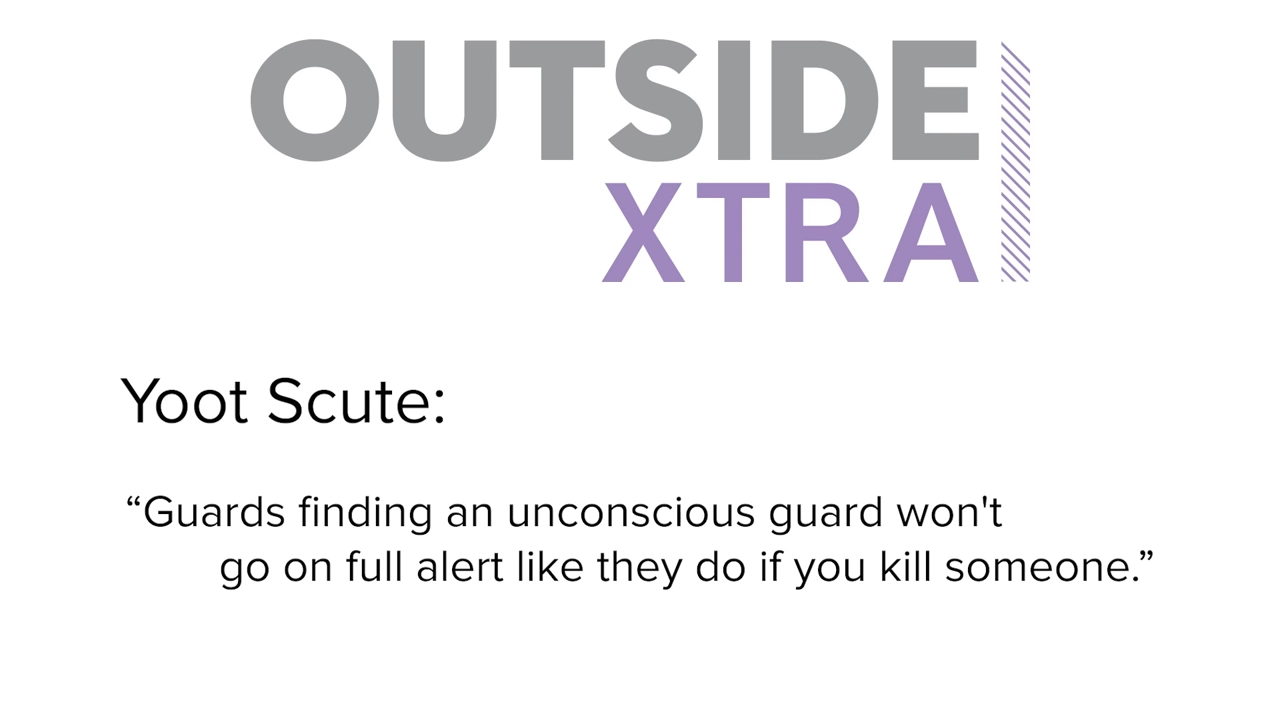 OUTSIDE
XTRA
Yoot Scute:
“Guards finding an unconscious guard won't
go on full alert like they do if you kill someone.”